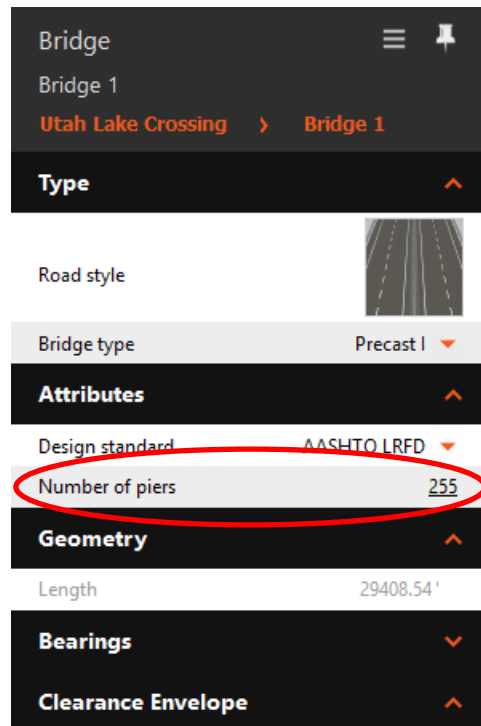 Bridge
Bridge 1
Utah Lake Crossing › Bridge 1
Type
Road style
Bridge type Precast I
Attributes
Design standard AASHTO LRFD
Number of piers 255
Geometry
Length 29408.54'
Bearings
Clearance Envelope